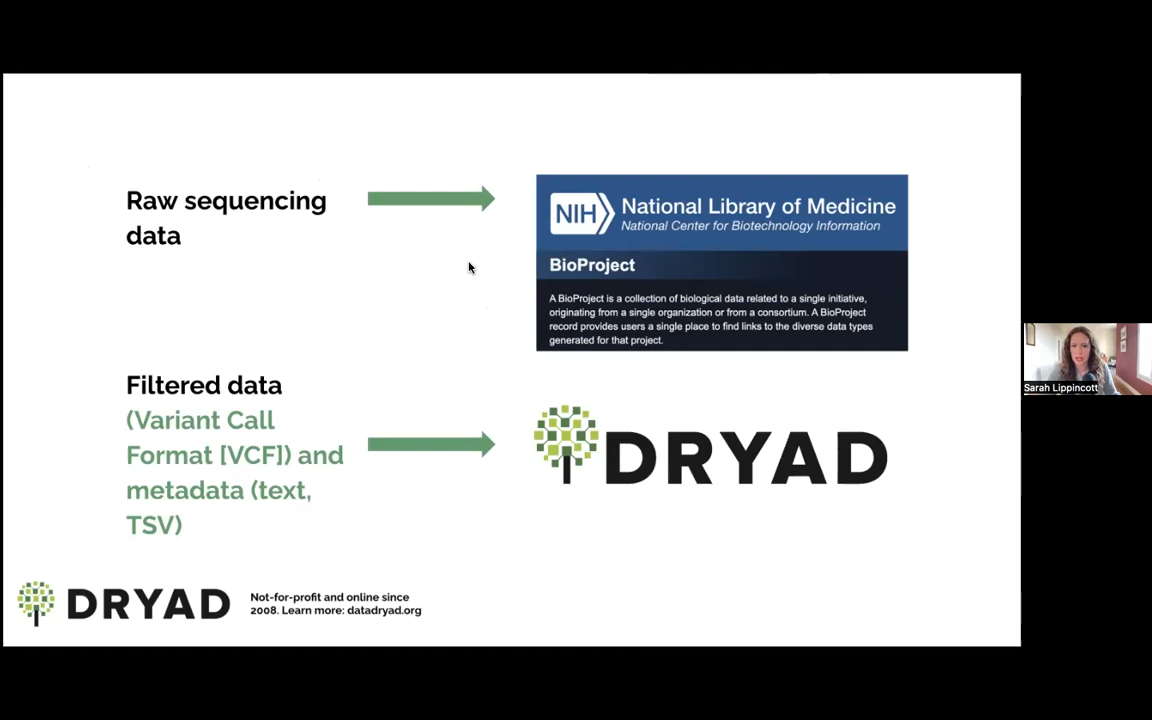 Raw sequencing
data
NIH
National Library of Medicine
National Center for Biotechnology Information
BioProject
A BioProject is a collection of biological data related to a single initiative,
originating from a single organization or from a consortium. A BioProject
record provides users a single place to find links to the diverse data types
generated for that project.
Filtered data
(Variant Call
Format [VCF]) and
metadata (text,
TSV)
DRYAD
DRYAD
Not-for-profit and online since
2008. Learn more: datadryad.org
Sarah Lippincott